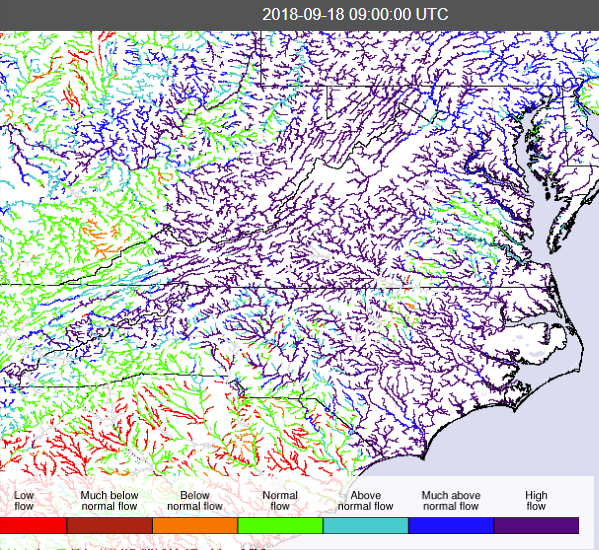 2018-09-18 09:00:00 UTC
Low Much below Below Normal Above Much above High
flow normal flow normal flow flow normal flow normal flow flow